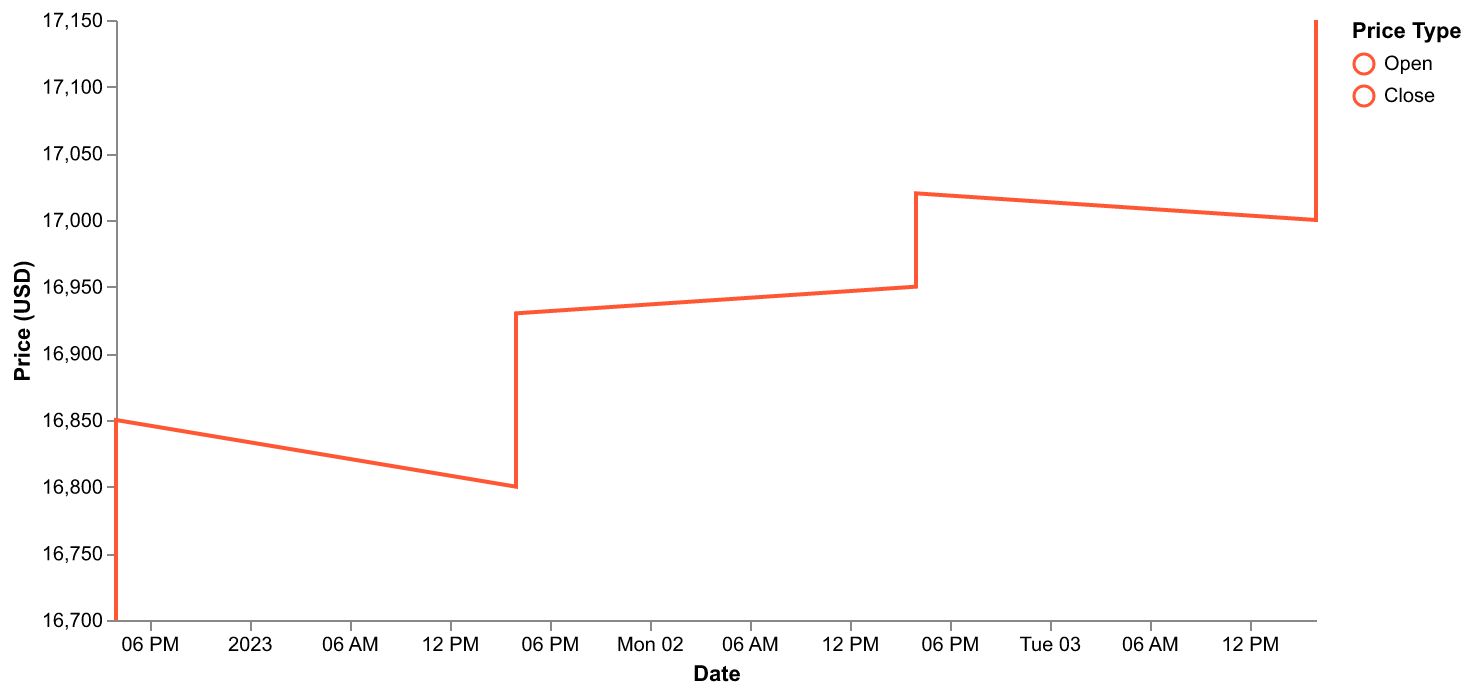 Price Type
Open
Close
Price (USD)
17,150
17,100
17,050
17,000
16,950
16,900
16,850
16,800
16,750
16,700
06 PM 2023 06 AM 12 PM 06 PM Mon 02 06 AM 12 PM 06 PM Tue 03 06 AM 12 PM
Date